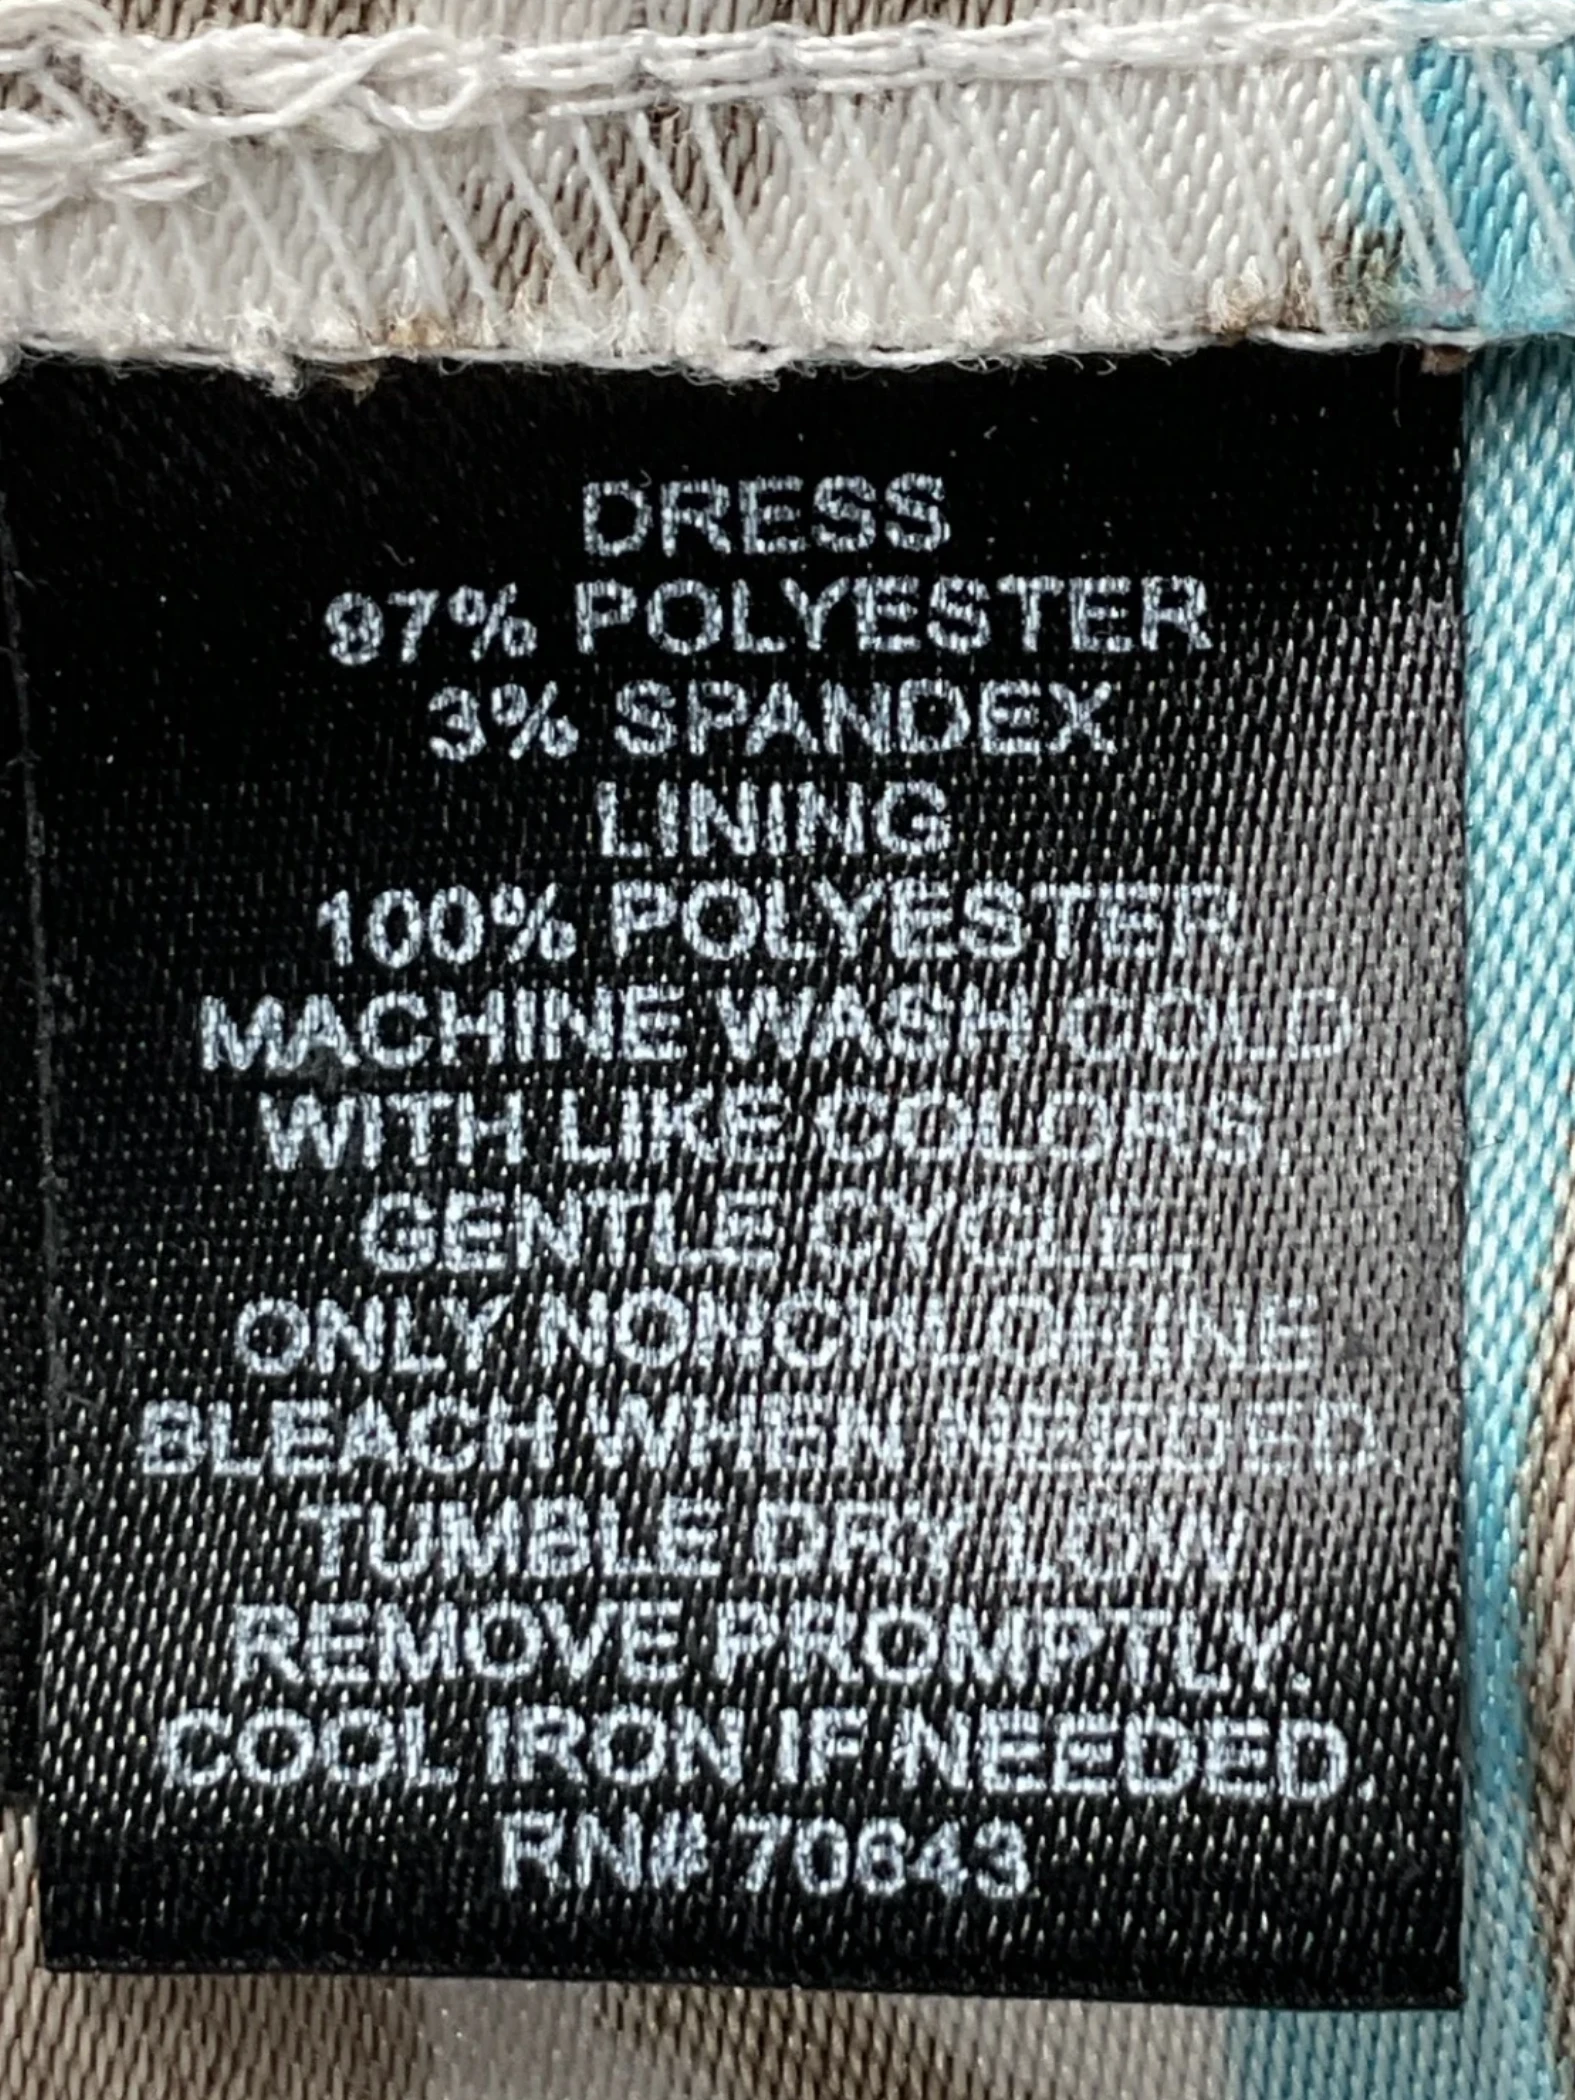 DRESS
97% POLYESTER
3% SPANDEX
LINING
100% POLYESTER
MACHINE WASH COLD
WITH LIKE COLORS
GENTLE CYCLE.
ONLY NONCHLORINE
BLEACH WHEN NEEDED.
TUMBLE DRY LOW
REMOVE PROMPTLY.
COOL IRON IF NEEDED.
RN# 70643